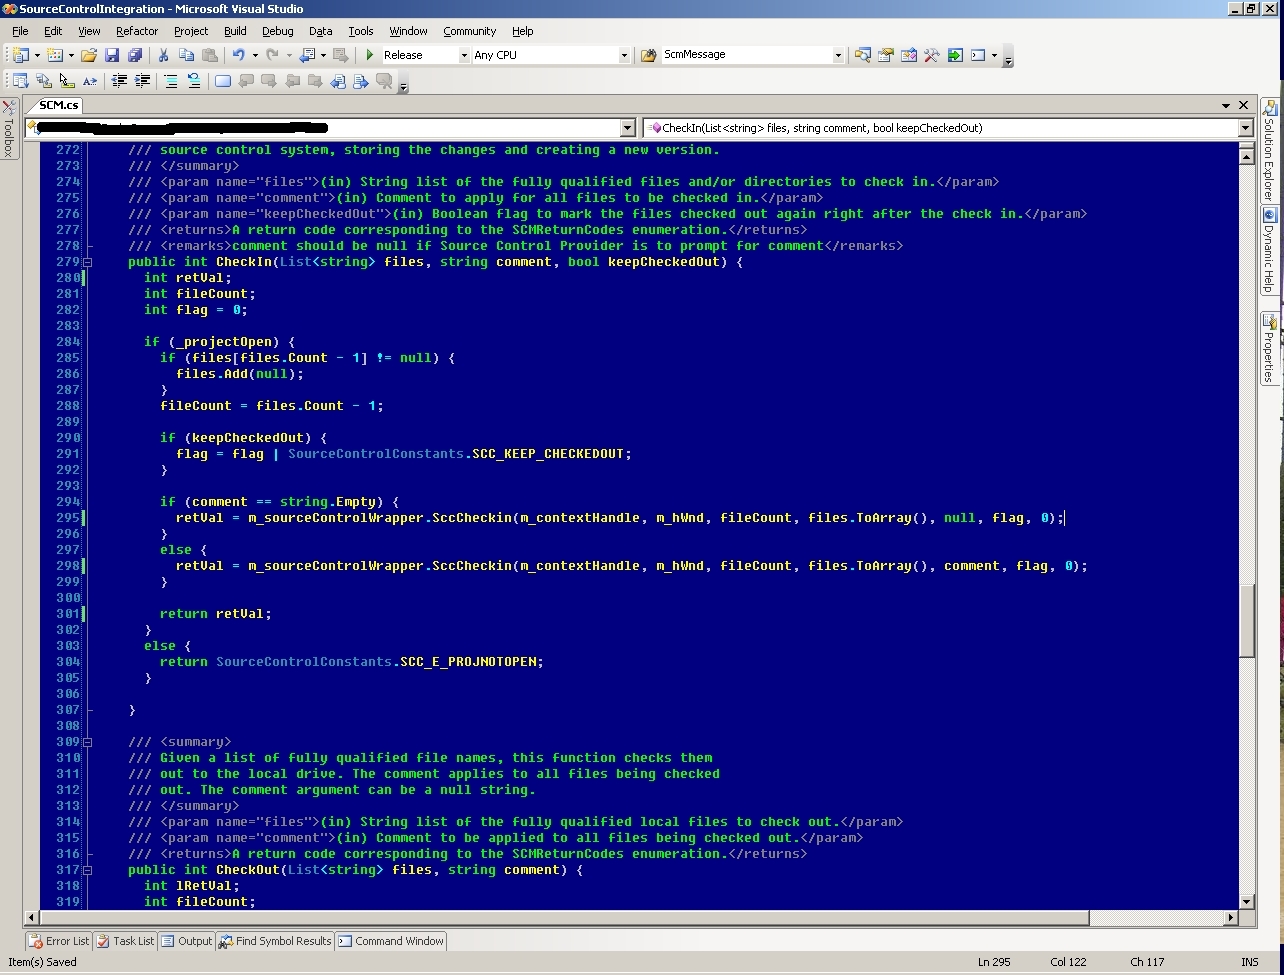 SourceControlIntegration - Microsoft Visual Studio
File Edit View Refactor Project Build Debug Data Tools Window Community Help
Release Any CPU ScmMessage
SCM.cs
CheckIn(List<string> files, string comment, bool keepCheckedOut)
Toolbox
Solution Explorer
Dynamic Help
Properties
272 /// source control system, storing the changes and creating a new version.
273 /// </summary>
274 /// <param name="files">(in) String list of the fully qualified files and/or directories to check in.</param>
275 /// <param name="comment">(in) Comment to apply for all files to be checked in.</param>
276 /// <param name="keepCheckedOut">(in) Boolean flag to mark the files checked out again right after the check in.</param>
277 /// <returns>A return code corresponding to the SCMReturnCodes enumeration.</returns>
278 /// <remarks>comment should be null if Source Control Provider is to prompt for comment</remarks>
279 public int CheckIn(List<string> files, string comment, bool keepCheckedOut) {
280 int retVal;
281 int fileCount;
282 int flag = 0;
283
284 if (_projectOpen) {
285 if (files[files.Count - 1] != null) {
286 files.Add(null);
287 }
288 fileCount = files.Count - 1;
289
290 if (keepCheckedOut) {
291 flag = flag | SourceControlConstants.SCC_KEEP_CHECKEDOUT;
292 }
293
294 if (comment == string.Empty) {
295 retVal = m_sourceControlWrapper.SccCheckin(m_contextHandle, m_hWnd, fileCount, files.ToArray(), null, flag, 0);
296 }
297 else {
298 retVal = m_sourceControlWrapper.SccCheckin(m_contextHandle, m_hWnd, fileCount, files.ToArray(), comment, flag, 0);
299 }
300
301 return retVal;
302 }
303 else {
304 return SourceControlConstants.SCC_E_PROJNOTOPEN;
305 }
306
307 }
308
309 /// <summary>
310 /// Given a list of fully qualified file names, this function checks them
311 /// out to the local drive. The comment applies to all files being checked
312 /// out. The comment argument can be a null string.
313 /// </summary>
314 /// <param name="files">(in) String list of the fully qualified local files to check out.</param>
315 /// <param name="comment">(in) Comment to be applied to all files being checked out.</param>
316 /// <returns>A return code corresponding to the SCMReturnCodes enumeration.</returns>
317 public int CheckOut(List<string> files, string comment) {
318 int lRetVal;
319 int fileCount;
Error List Task List Output Find Symbol Results Command Window
Item(s) Saved Ln 295 Col 122 Ch 117 INS